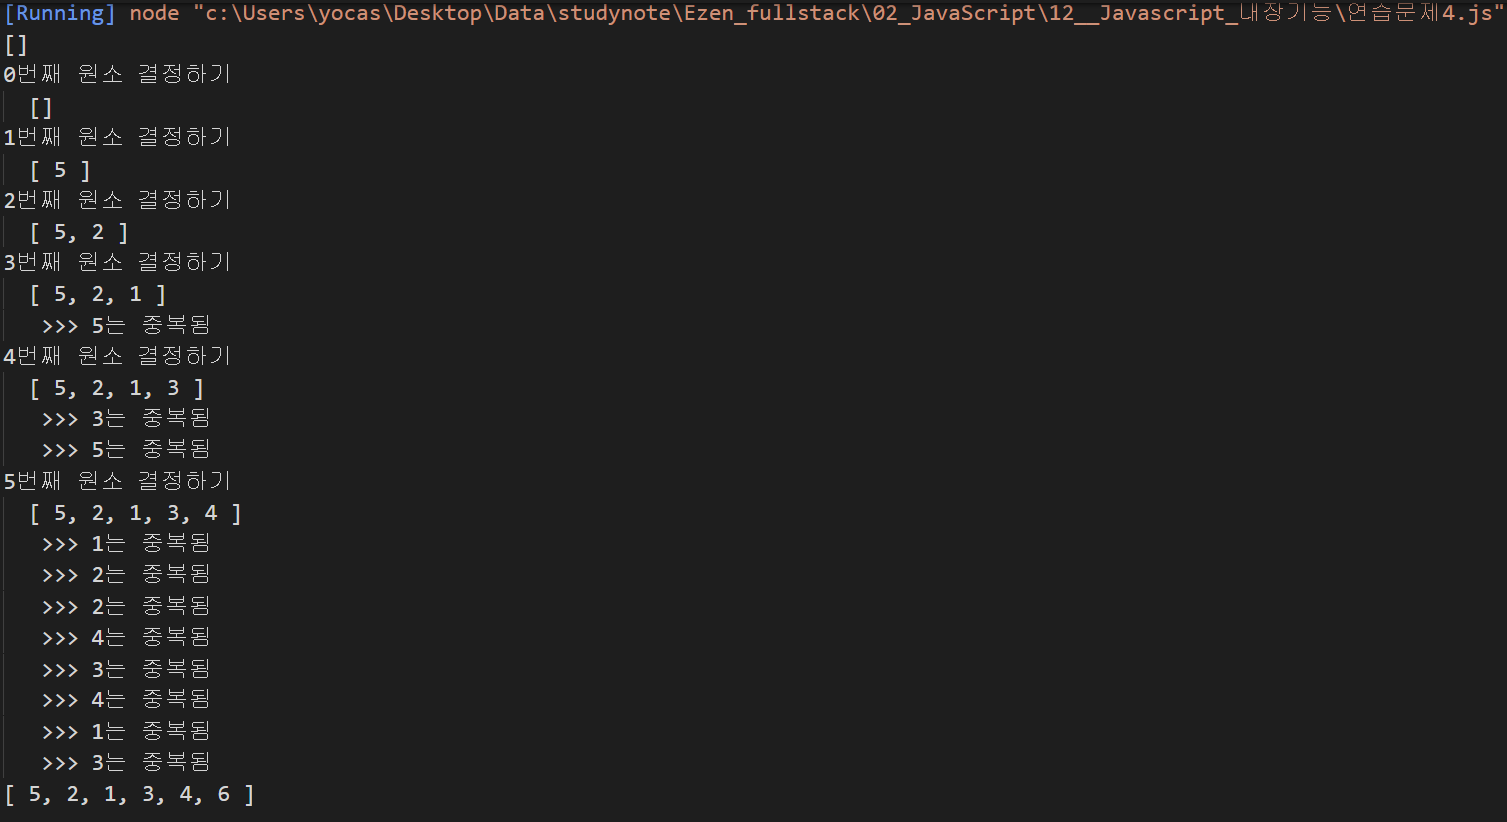 [Running] node "c:\Users\yocas\Desktop\Data\studynote\Ezen_fullstack\02_JavaScript\12__Javascript_내장기능\연습문제4.js"
[]
0번째 원소 결정하기
[]
1번째 원소 결정하기
[ 5 ]
2번째 원소 결정하기
[ 5, 2 ]
3번째 원소 결정하기
[ 5, 2, 1 ]
>>> 5는 중복됨
4번째 원소 결정하기
[ 5, 2, 1, 3 ]
>>> 3는 중복됨
>>> 5는 중복됨
5번째 원소 결정하기
[ 5, 2, 1, 3, 4 ]
>>> 1는 중복됨
>>> 2는 중복됨
>>> 2는 중복됨
>>> 4는 중복됨
>>> 3는 중복됨
>>> 4는 중복됨
>>> 1는 중복됨
>>> 3는 중복됨
[ 5, 2, 1, 3, 4, 6 ]